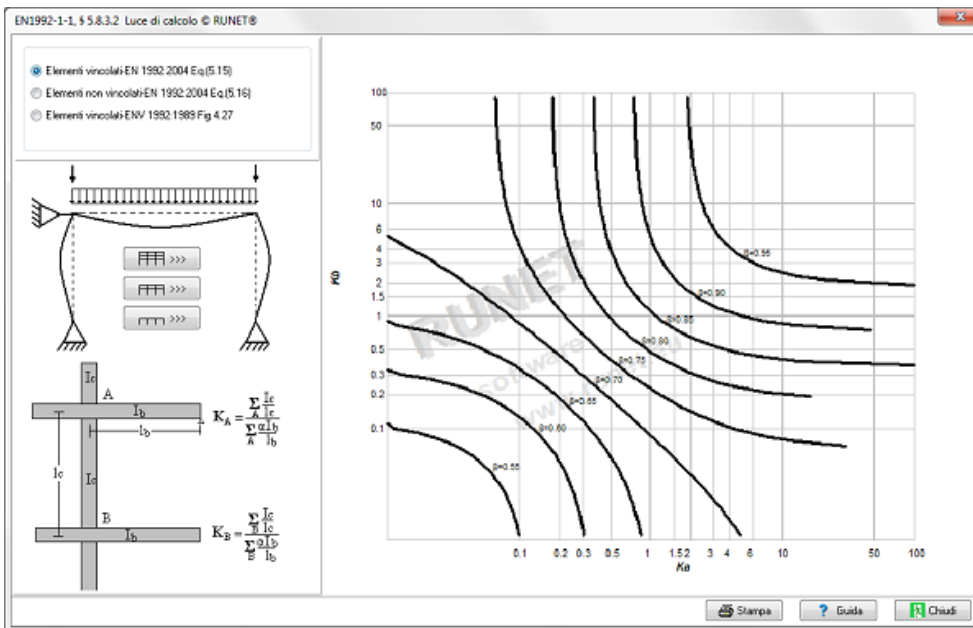 EN1992-1-1, § 5.8.3.2 Luce di calcolo © RUNET®
Elementi vincolati-EN 1992:2004 Eq.(5.15)
Elementi non vincolati-EN 1992:2004 Eq.(5.16)
Elementi vincolati-ENV 1992:1989 Fig.4.27
>>>
>>>
>>>
Ic
A
Ib
lb
lc
Ic
B
Ib
KA = Σ A Ic lc / Σ A αIb lb
KB = Σ B Ic lc / Σ B αIb lb
100
50
10
6
4
3
2
1.5
1
0.5
0.3
0.2
0.1
Kb
β=0.95
β=0.90
β=0.85
β=0.80
β=0.75
β=0.70
β=0.65
β=0.60
β=0.55
RUNET
software
0.1 0.2 0.3 0.5 1 1.5 2 3 4 6 10 50 100
Ka
Stampa
Guida
Chiudi